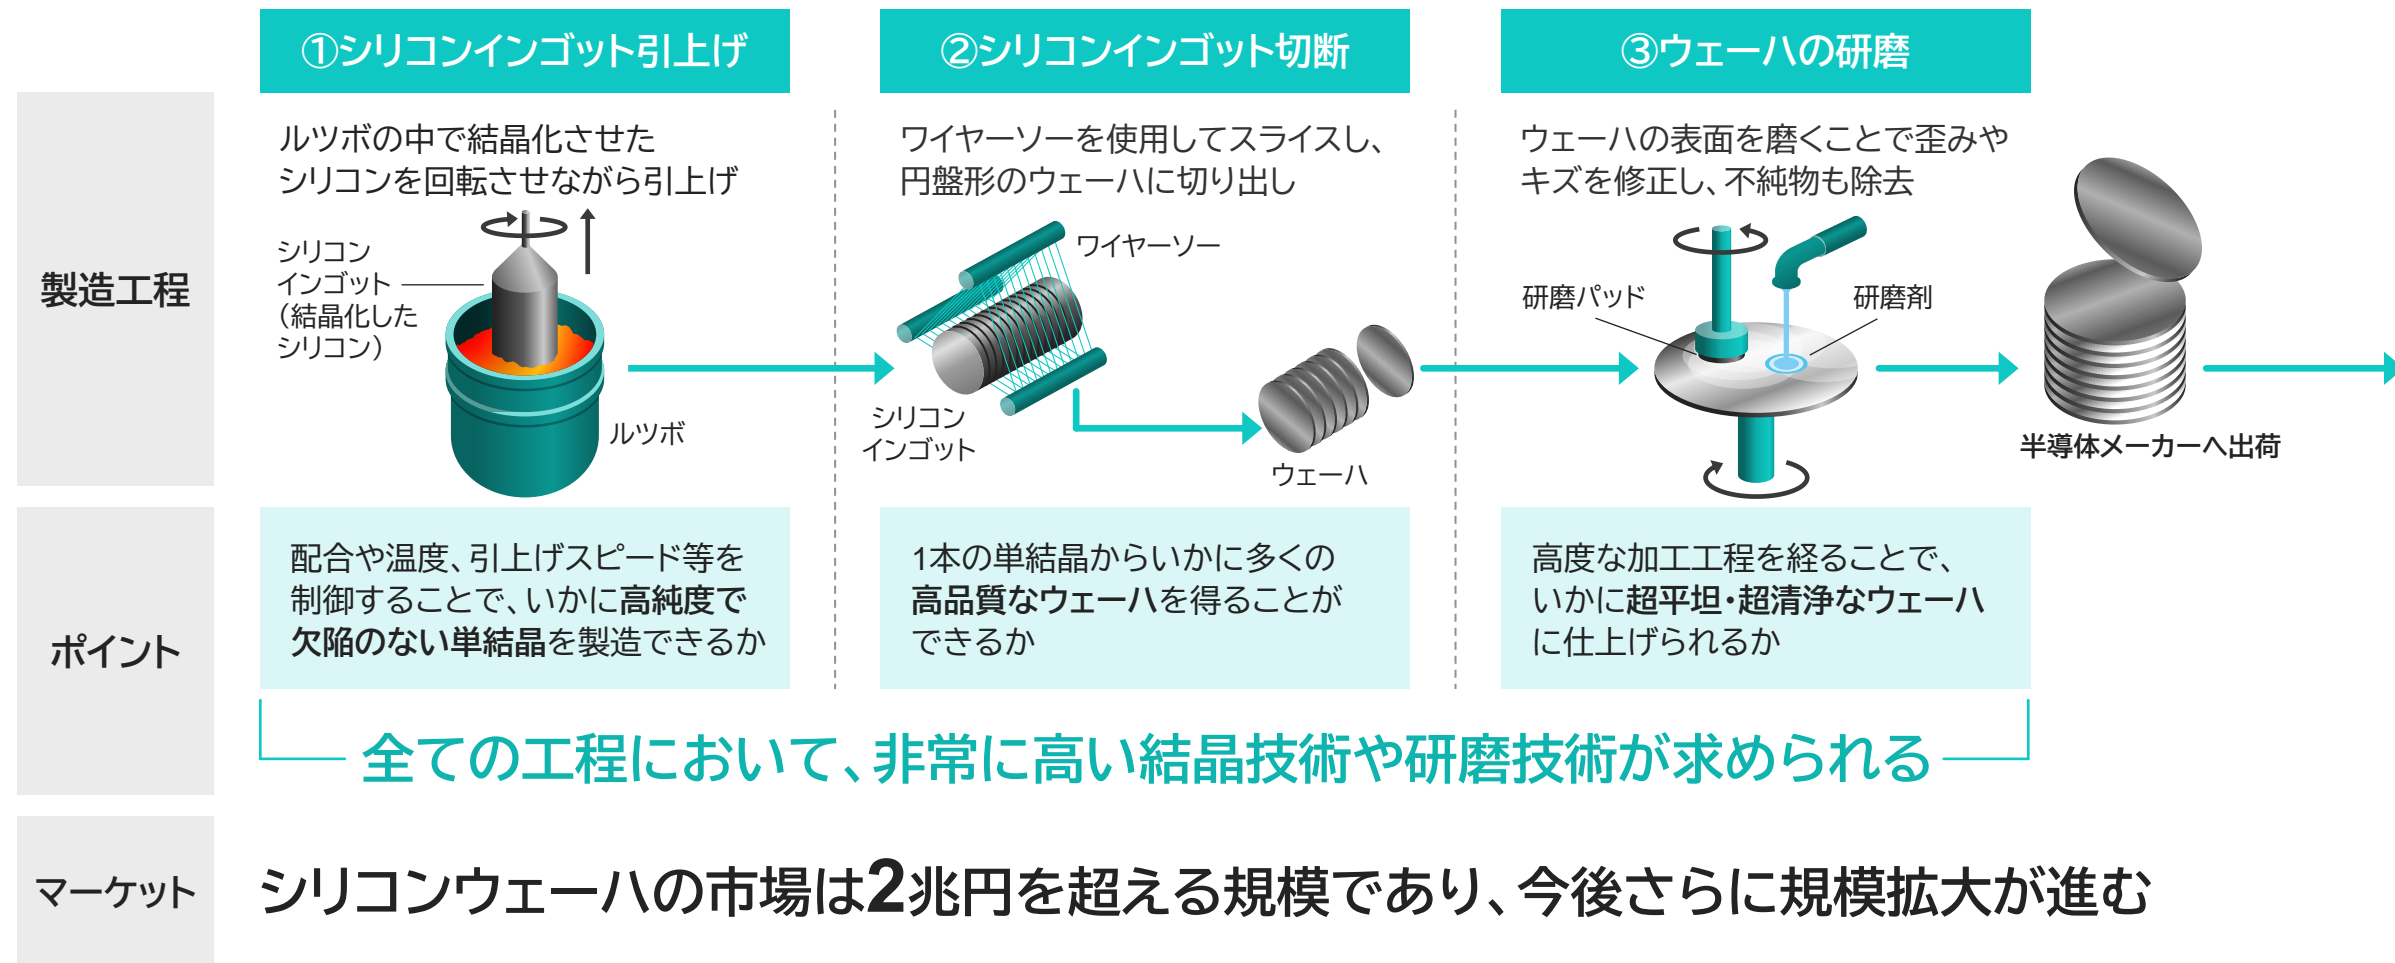 ①シリコンインゴット引上げ
②シリコンインゴット切断
③ウェーハの研磨
製造工程
ルツボの中で結晶化させた
シリコンを回転させながら引上げ
シリコン
インゴット
（結晶化した
シリコン）
ルツボ
ワイヤーソーを使用してスライスし、
円盤形のウェーハに切り出し
ワイヤーソー
シリコン
インゴット
ウェーハ
ウェーハの表面を磨くことで歪みや
キズを修正し、不純物も除去
研磨パッド
研磨剤
半導体メーカーへ出荷
ポイント
配合や温度、引上げスピード等を
制御することで、いかに高純度で
欠陥のない単結晶を製造できるか
1本の単結晶からいかに多くの
高品質なウェーハを得ることが
できるか
高度な加工工程を経ることで、
いかに超平坦・超清浄なウェーハ
に仕上げられるか
全ての工程において、非常に高い結晶技術や研磨技術が求められる
マーケット
シリコンウェーハの市場は2兆円を超える規模であり、今後さらに規模拡大が進む